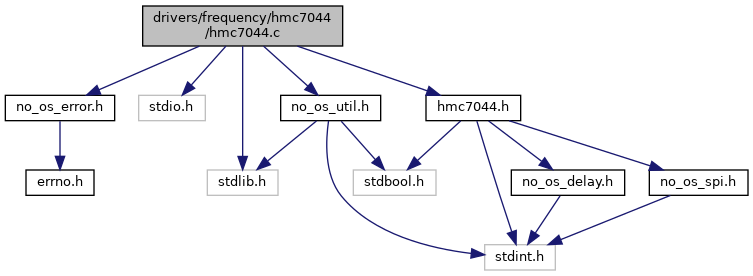 drivers/frequency/hmc7044
/hmc7044.c
no_os_error.h
stdio.h
no_os_util.h
hmc7044.h
errno.h
stdlib.h
stdbool.h
no_os_delay.h
no_os_spi.h
stdint.h